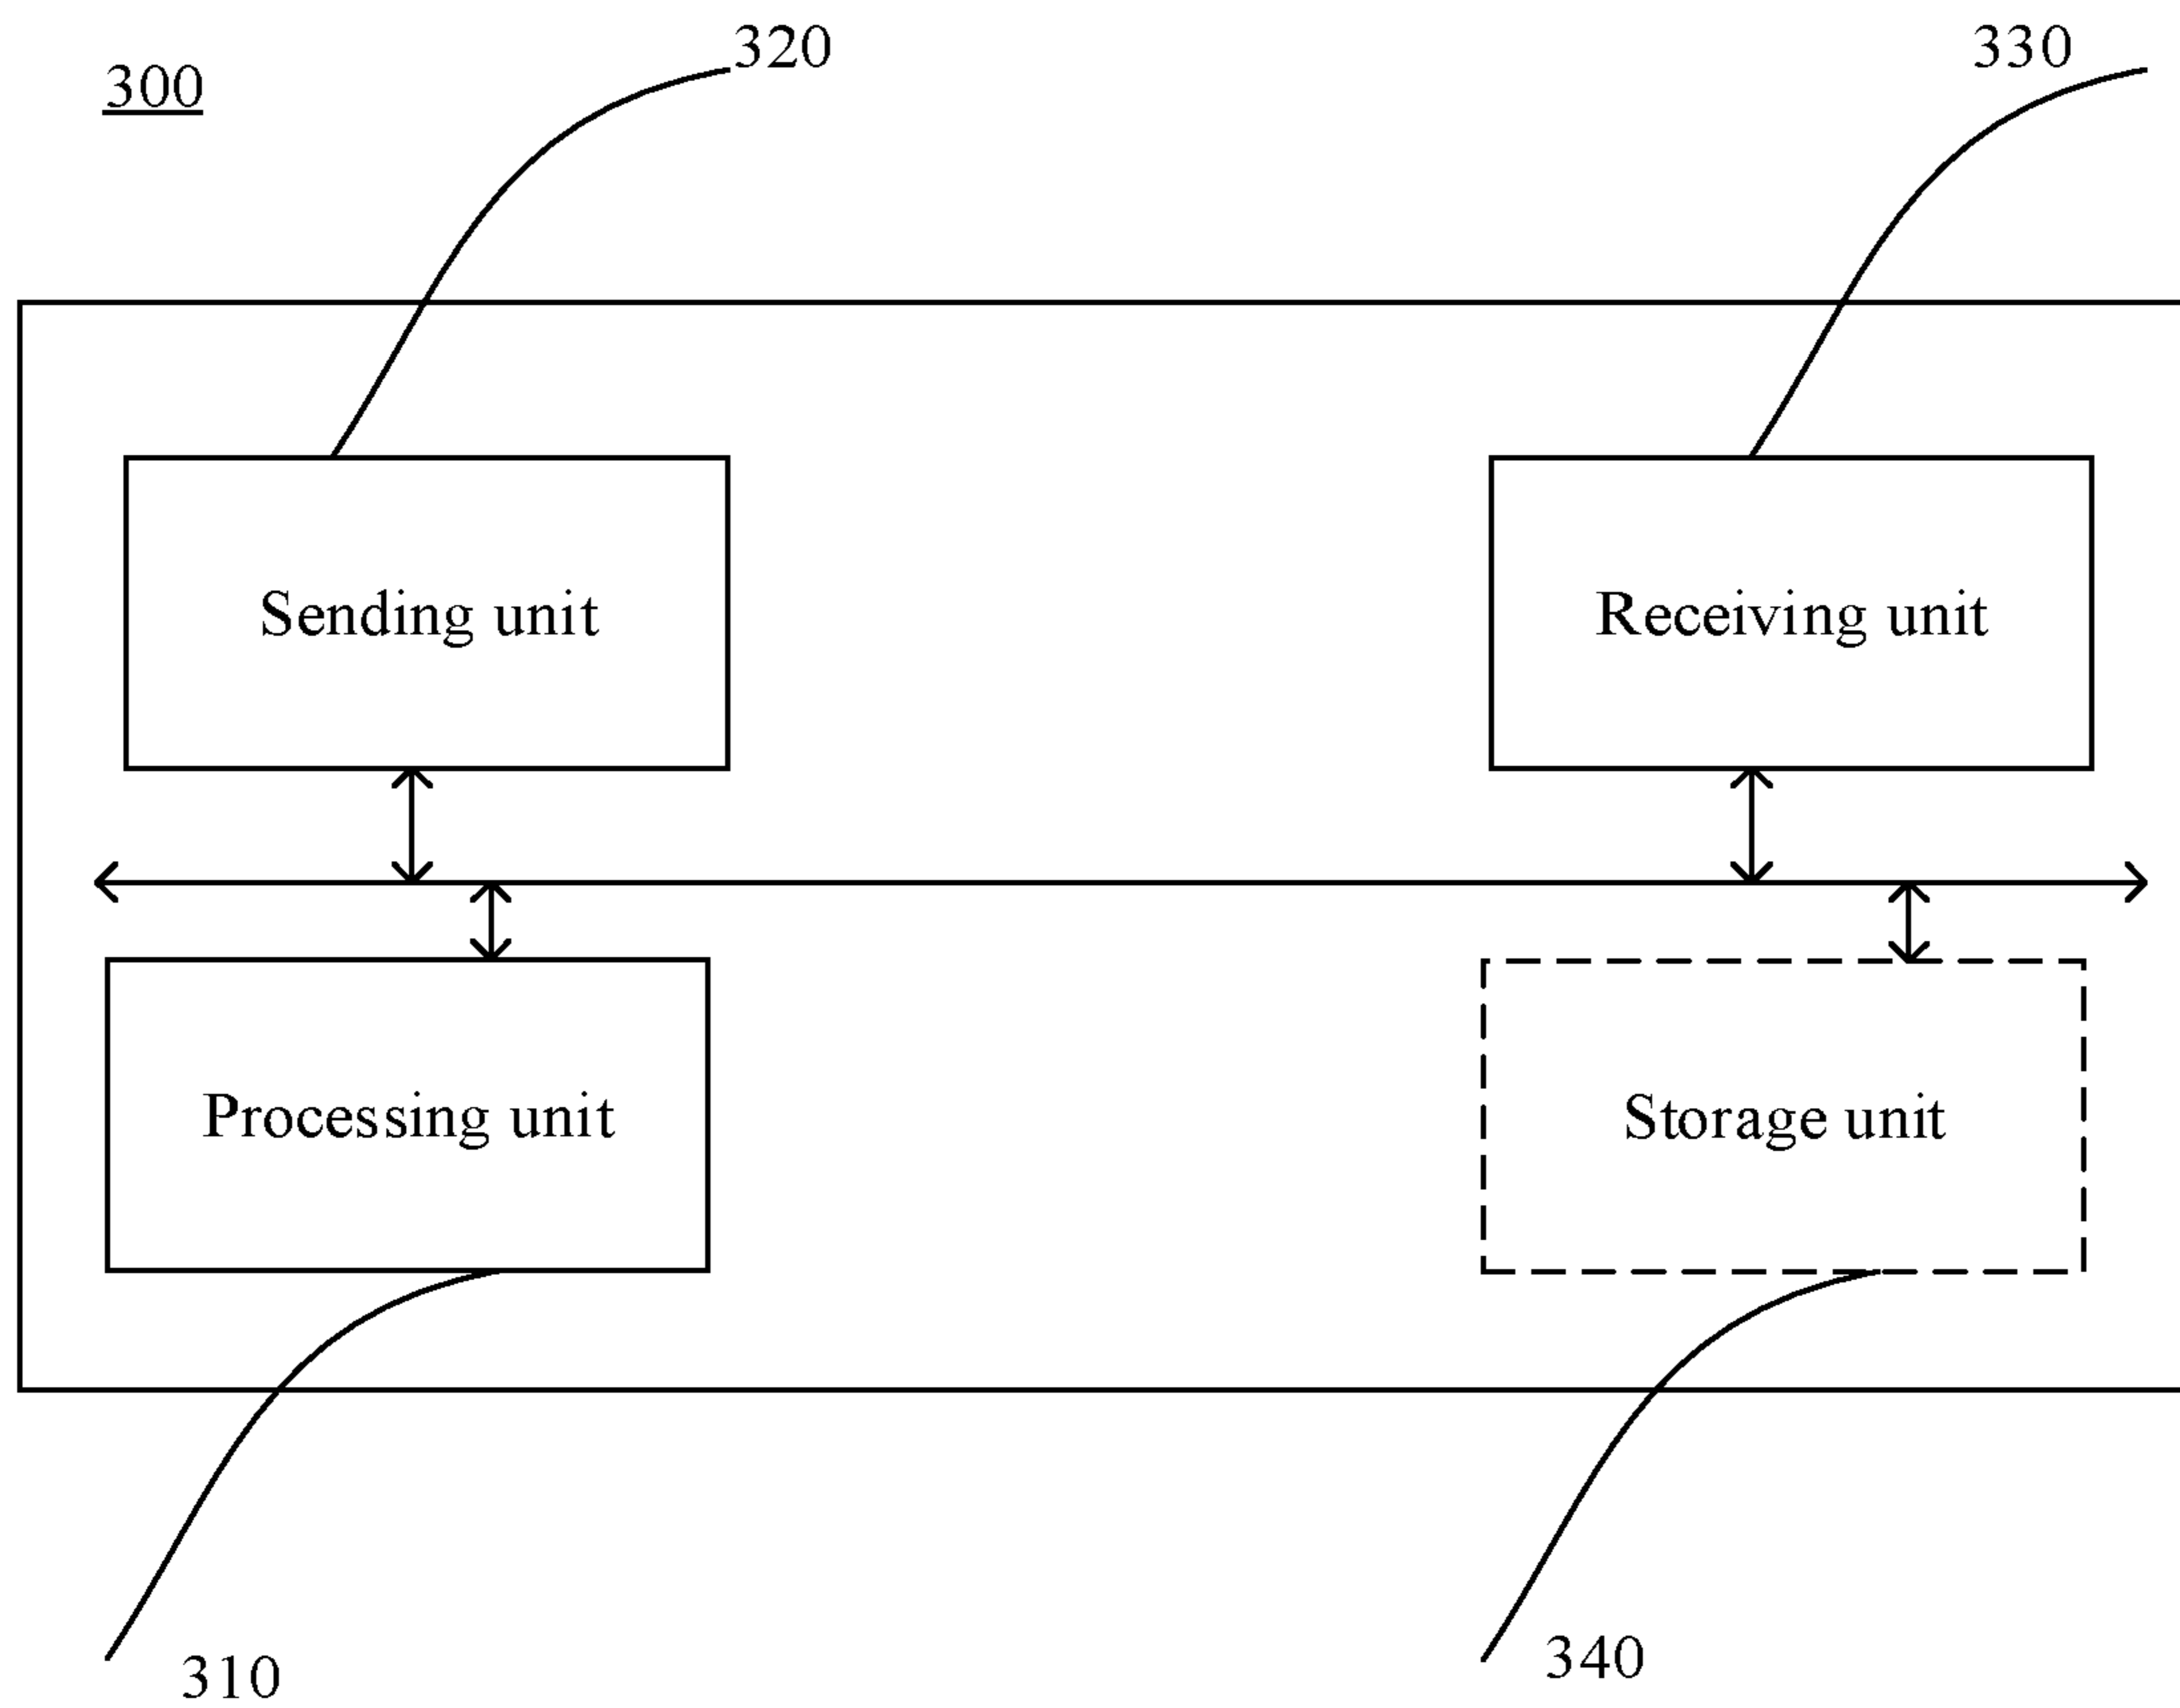 300
320
330
Sending unit
Receiving unit
Processing unit
Storage unit
310
340